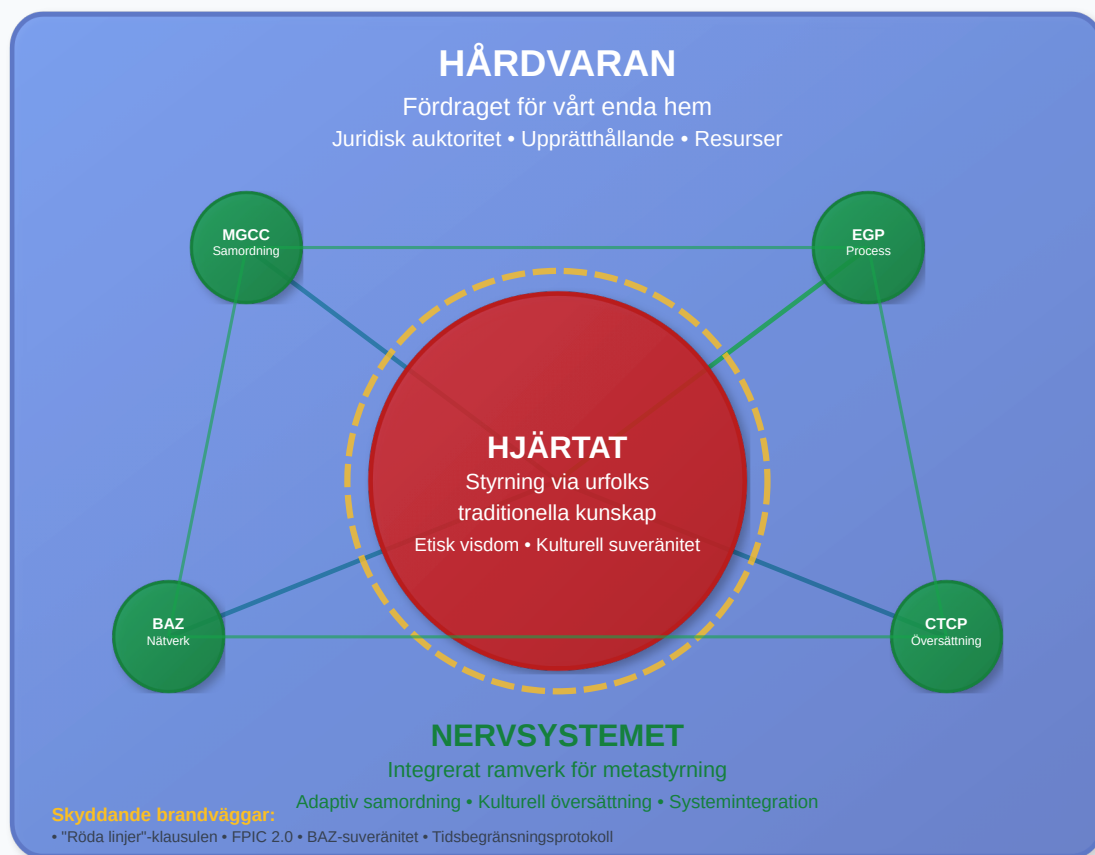 HÅRDVARAN
Fördraget för vårt enda hem
Juridisk auktoritet • Upprätthållande • Resurser
MGCC
Samordning
EGP
Process
HJÄRTAT
Styrning via urfolks
traditionella kunskap
Etisk visdom • Kulturell suveränitet
BAZ
Nätverk
CTCP
Översättning
NERVSYSTEMET
Integrerat ramverk för metastyrning
Adaptiv samordning • Kulturell översättning • Systemintegration
Skyddande brandväggar:
• "Röda linjer"-klausulen • FPIC 2.0 • BAZ-suveränitet • Tidsbegränsningsprotokoll